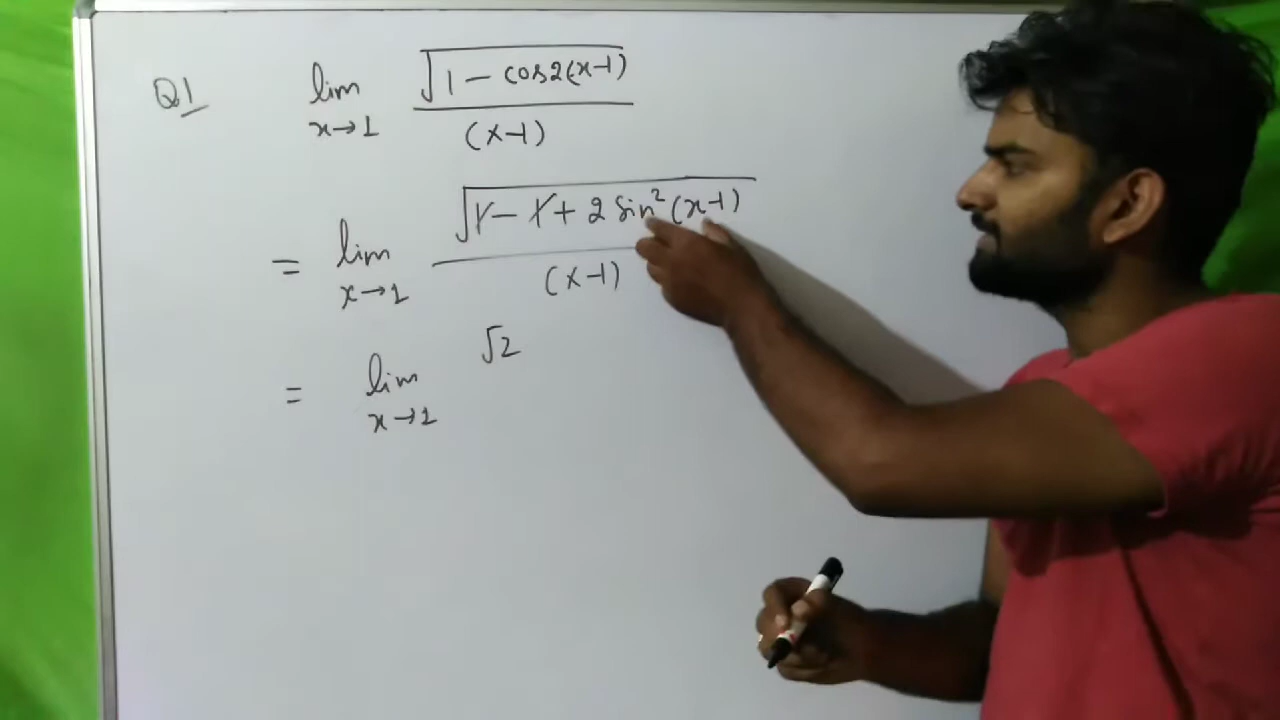 Q1 lim x→1 √(1 - cos2(x-1)) / (x-1)
= lim x→1 √(1 - 1 + 2 sin²(x-1)) / (x-1)
= lim x→1 √2